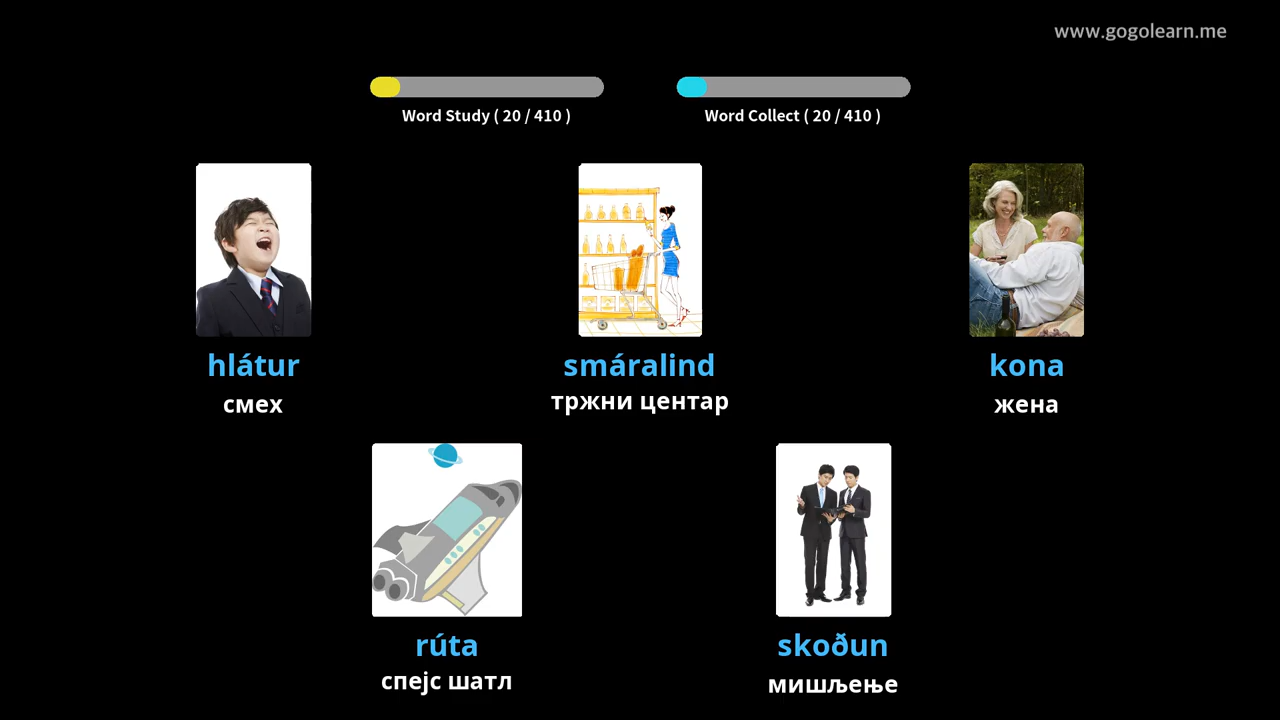 www.gogolearn.me
Word Study ( 20 / 410 )
Word Collect ( 20 / 410 )
hlátur
смех
smáralind
тржни центар
kona
жена
rúta
спејс шатл
skoðun
мишљење